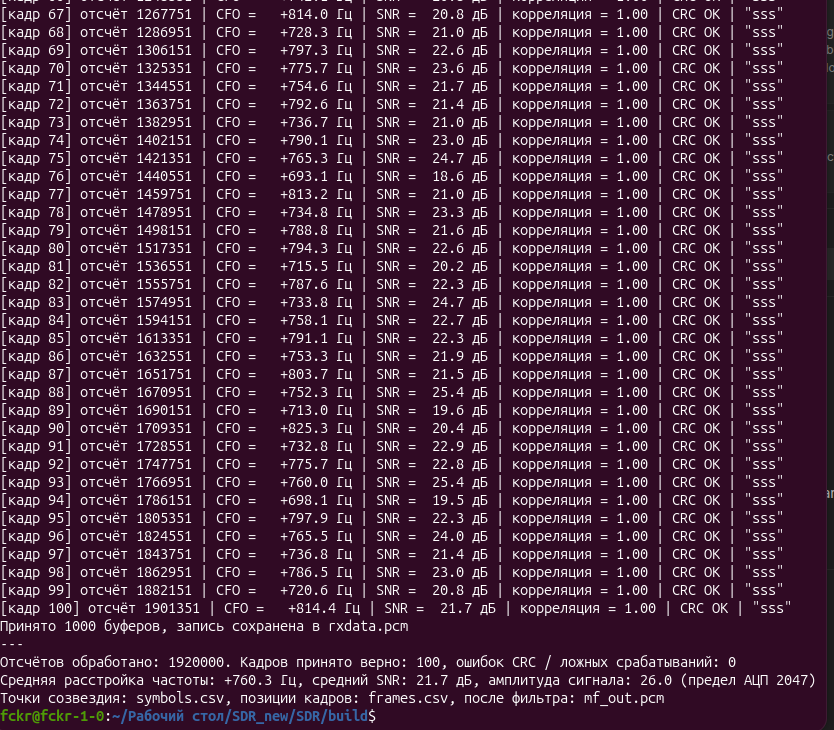 [кадр 67] отсчёт 1267751 | CFO =   +814.0 Гц | SNR =  20.8 дБ | корреляция = 1.00 | CRC OK | "sss"
[кадр 68] отсчёт 1286951 | CFO =   +728.3 Гц | SNR =  21.0 дБ | корреляция = 1.00 | CRC OK | "sss"
[кадр 69] отсчёт 1306151 | CFO =   +797.3 Гц | SNR =  22.6 дБ | корреляция = 1.00 | CRC OK | "sss"
[кадр 70] отсчёт 1325351 | CFO =   +775.7 Гц | SNR =  23.6 дБ | корреляция = 1.00 | CRC OK | "sss"
[кадр 71] отсчёт 1344551 | CFO =   +754.6 Гц | SNR =  21.7 дБ | корреляция = 1.00 | CRC OK | "sss"
[кадр 72] отсчёт 1363751 | CFO =   +792.6 Гц | SNR =  21.4 дБ | корреляция = 1.00 | CRC OK | "sss"
[кадр 73] отсчёт 1382951 | CFO =   +736.7 Гц | SNR =  21.0 дБ | корреляция = 1.00 | CRC OK | "sss"
[кадр 74] отсчёт 1402151 | CFO =   +790.1 Гц | SNR =  23.0 дБ | корреляция = 1.00 | CRC OK | "sss"
[кадр 75] отсчёт 1421351 | CFO =   +765.3 Гц | SNR =  24.7 дБ | корреляция = 1.00 | CRC OK | "sss"
[кадр 76] отсчёт 1440551 | CFO =   +693.1 Гц | SNR =  18.6 дБ | корреляция = 1.00 | CRC OK | "sss"
[кадр 77] отсчёт 1459751 | CFO =   +813.2 Гц | SNR =  21.0 дБ | корреляция = 1.00 | CRC OK | "sss"
[кадр 78] отсчёт 1478951 | CFO =   +734.8 Гц | SNR =  23.3 дБ | корреляция = 1.00 | CRC OK | "sss"
[кадр 79] отсчёт 1498151 | CFO =   +788.8 Гц | SNR =  21.6 дБ | корреляция = 1.00 | CRC OK | "sss"
[кадр 80] отсчёт 1517351 | CFO =   +794.3 Гц | SNR =  22.6 дБ | корреляция = 1.00 | CRC OK | "sss"
[кадр 81] отсчёт 1536551 | CFO =   +715.5 Гц | SNR =  20.2 дБ | корреляция = 1.00 | CRC OK | "sss"
[кадр 82] отсчёт 1555751 | CFO =   +787.6 Гц | SNR =  22.3 дБ | корреляция = 1.00 | CRC OK | "sss"
[кадр 83] отсчёт 1574951 | CFO =   +733.8 Гц | SNR =  24.7 дБ | корреляция = 1.00 | CRC OK | "sss"
[кадр 84] отсчёт 1594151 | CFO =   +758.1 Гц | SNR =  22.7 дБ | корреляция = 1.00 | CRC OK | "sss"
[кадр 85] отсчёт 1613351 | CFO =   +791.1 Гц | SNR =  22.3 дБ | корреляция = 1.00 | CRC OK | "sss"
[кадр 86] отсчёт 1632551 | CFO =   +753.3 Гц | SNR =  21.9 дБ | корреляция = 1.00 | CRC OK | "sss"
[кадр 87] отсчёт 1651751 | CFO =   +803.7 Гц | SNR =  21.5 дБ | корреляция = 1.00 | CRC OK | "sss"
[кадр 88] отсчёт 1670951 | CFO =   +752.3 Гц | SNR =  25.4 дБ | корреляция = 1.00 | CRC OK | "sss"
[кадр 89] отсчёт 1690151 | CFO =   +713.0 Гц | SNR =  19.6 дБ | корреляция = 1.00 | CRC OK | "sss"
[кадр 90] отсчёт 1709351 | CFO =   +825.3 Гц | SNR =  20.4 дБ | корреляция = 1.00 | CRC OK | "sss"
[кадр 91] отсчёт 1728551 | CFO =   +732.8 Гц | SNR =  22.9 дБ | корреляция = 1.00 | CRC OK | "sss"
[кадр 92] отсчёт 1747751 | CFO =   +775.7 Гц | SNR =  22.8 дБ | корреляция = 1.00 | CRC OK | "sss"
[кадр 93] отсчёт 1766951 | CFO =   +760.0 Гц | SNR =  25.4 дБ | корреляция = 1.00 | CRC OK | "sss"
[кадр 94] отсчёт 1786151 | CFO =   +698.1 Гц | SNR =  19.5 дБ | корреляция = 1.00 | CRC OK | "sss"
[кадр 95] отсчёт 1805351 | CFO =   +797.9 Гц | SNR =  22.3 дБ | корреляция = 1.00 | CRC OK | "sss"
[кадр 96] отсчёт 1824551 | CFO =   +765.5 Гц | SNR =  24.0 дБ | корреляция = 1.00 | CRC OK | "sss"
[кадр 97] отсчёт 1843751 | CFO =   +736.8 Гц | SNR =  21.4 дБ | корреляция = 1.00 | CRC OK | "sss"
[кадр 98] отсчёт 1862951 | CFO =   +786.5 Гц | SNR =  23.0 дБ | корреляция = 1.00 | CRC OK | "sss"
[кадр 99] отсчёт 1882151 | CFO =   +720.6 Гц | SNR =  20.8 дБ | корреляция = 1.00 | CRC OK | "sss"
[кадр 100] отсчёт 1901351 | CFO =   +814.4 Гц | SNR =  21.7 дБ | корреляция = 1.00 | CRC OK | "sss"
Принято 1000 буферов, запись сохранена в rxdata.pcm
---
Отсчётов обработано: 1920000. Кадров принято верно: 100, ошибок CRC / ложных срабатываний: 0
Средняя расстройка частоты: +760.3 Гц, средний SNR: 21.7 дБ, амплитуда сигнала: 26.0 (предел АЦП 2047)
Точки созвездия: symbols.csv, позиции кадров: frames.csv, после фильтра: mf_out.pcm
fckr@fckr-1-0:~/Рабочий стол/SDR_new/SDR/build$